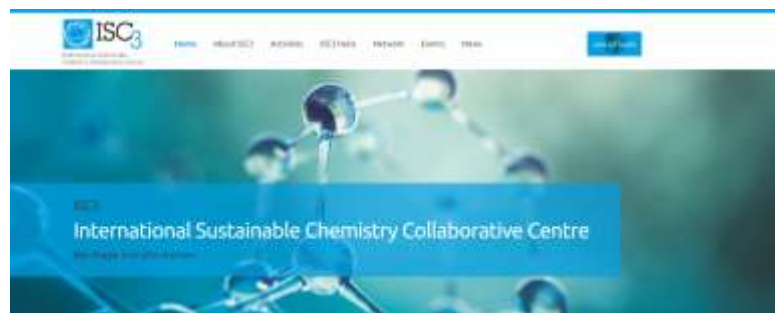 ISC3
Home About ISC3 Activities ISC3 Hubs Network Events News
ISC3
International Sustainable Chemistry Collaborative Centre